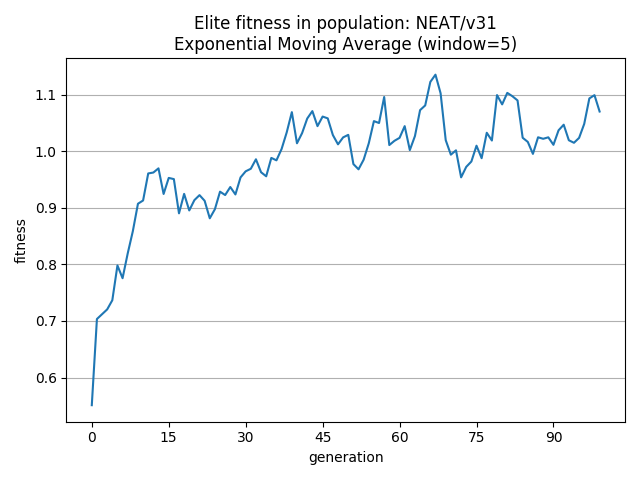 Elite fitness in population: NEAT/v31
Exponential Moving Average (window=5)
1.1
1.0
0.9
0.8
0.7
0.6
fitness
0 15 30 45 60 75 90
generation